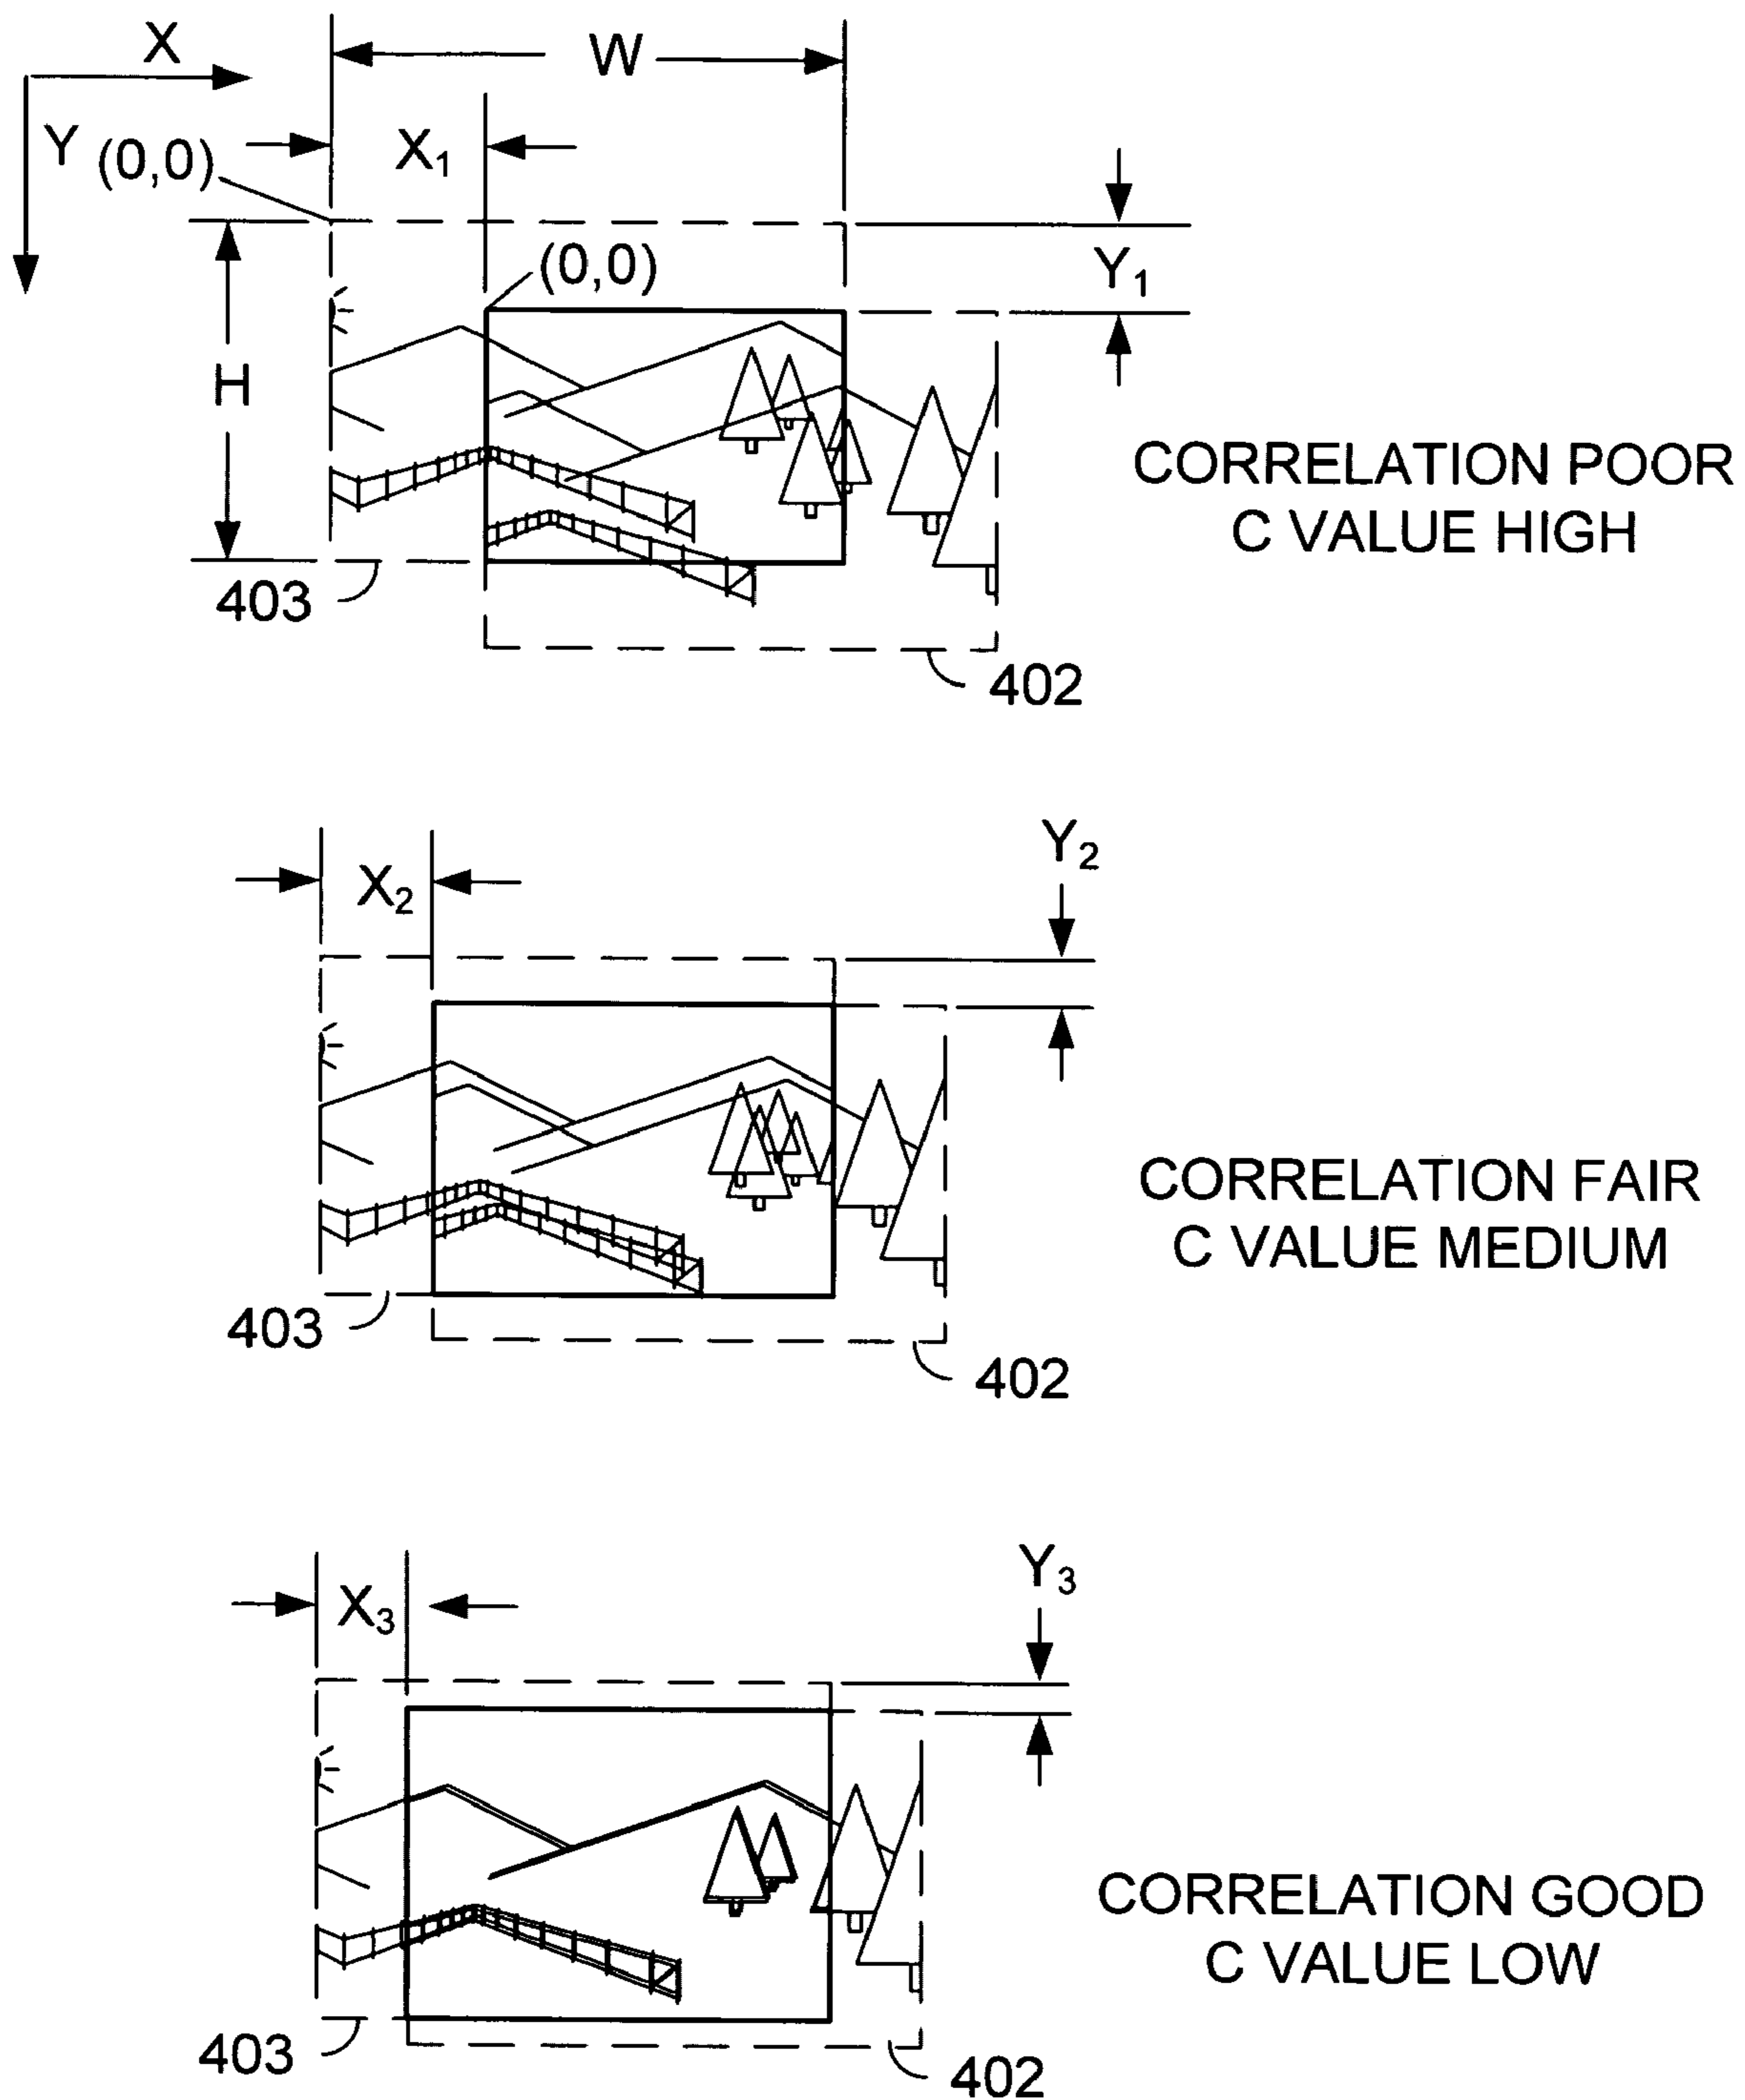 X
W
Y
(0,0)
X₁
(0,0)
Y₁
H
CORRELATION POOR
C VALUE HIGH
403
402
Y₂
X₂
CORRELATION FAIR
C VALUE MEDIUM
403
402
Y₃
X₃
CORRELATION GOOD
C VALUE LOW
403
402